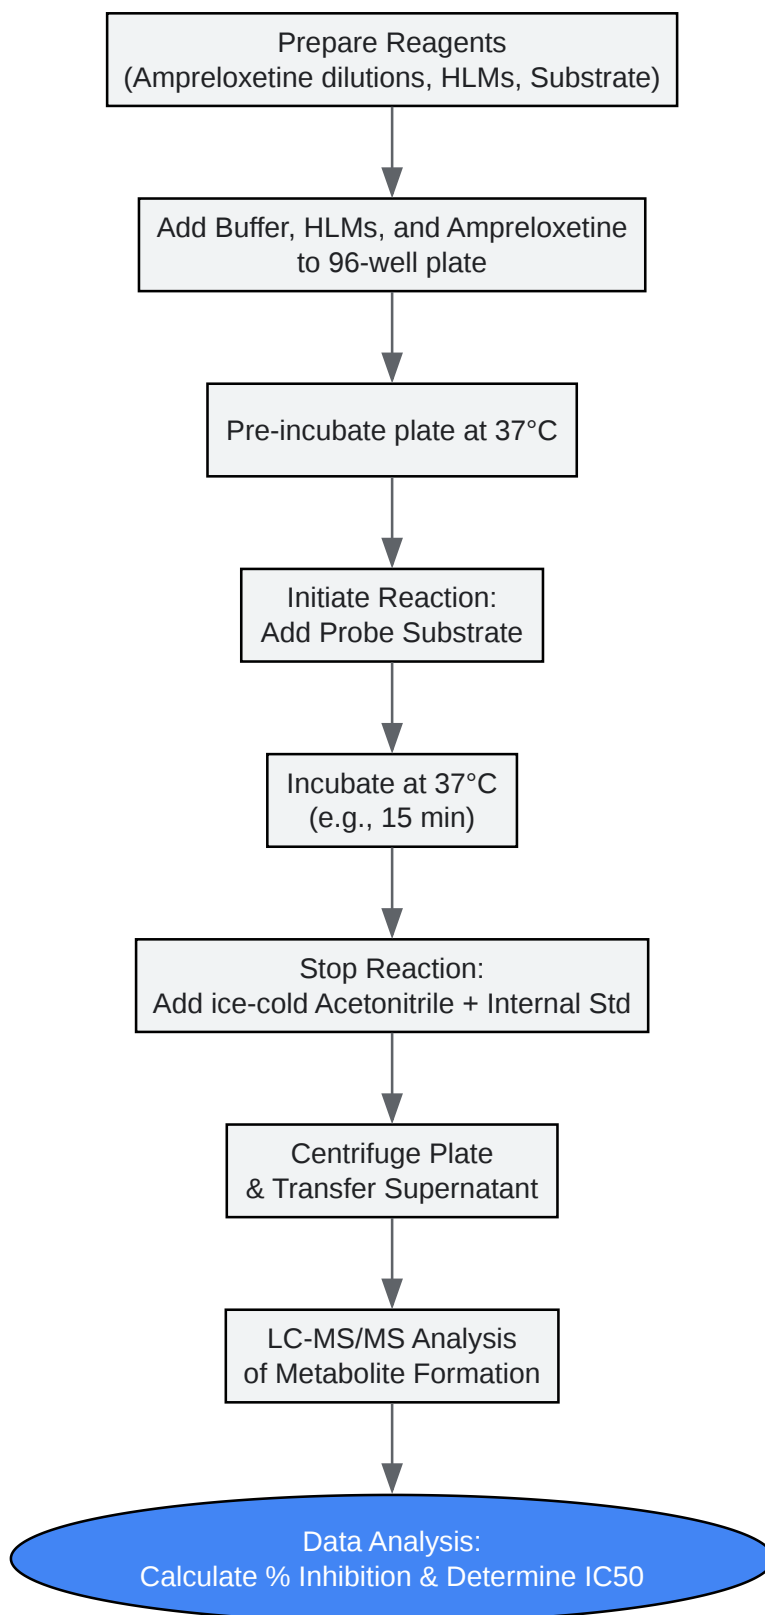 Prepare Reagents
(Ampreloxetine dilutions, HLMs, Substrate)
Add Buffer, HLMs, and Ampreloxetine
to 96-well plate
Pre-incubate plate at 37°C
Initiate Reaction:
Add Probe Substrate
Incubate at 37°C
(e.g., 15 min)
Stop Reaction:
Add ice-cold Acetonitrile + Internal Std
Centrifuge Plate
& Transfer Supernatant
LC-MS/MS Analysis
of Metabolite Formation
Data Analysis:
Calculate % Inhibition & Determine IC50